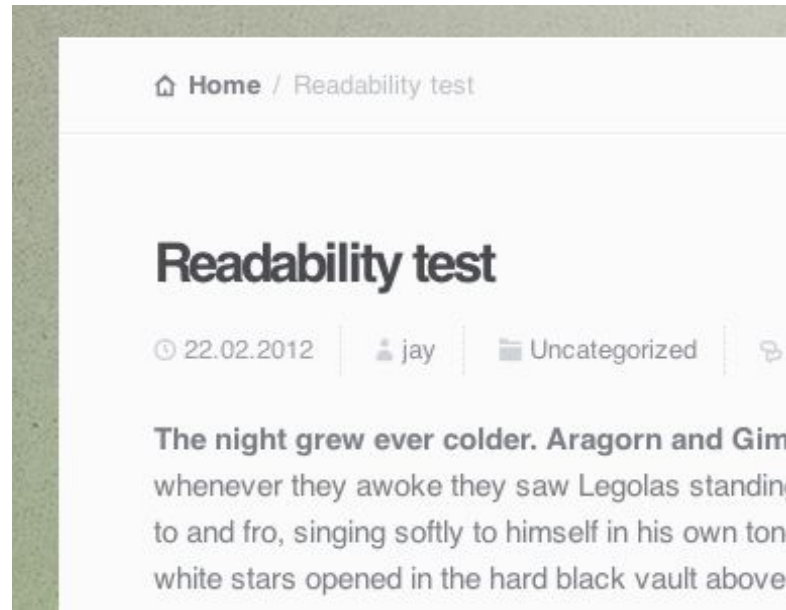 Home / Readability test
Readability test
22.02.2012 jay Uncategorized
The night grew ever colder. Aragorn and
whenever they awoke they saw Legolas
to and fro, singing softly to himself in his own
white stars opened in the hard black vault above